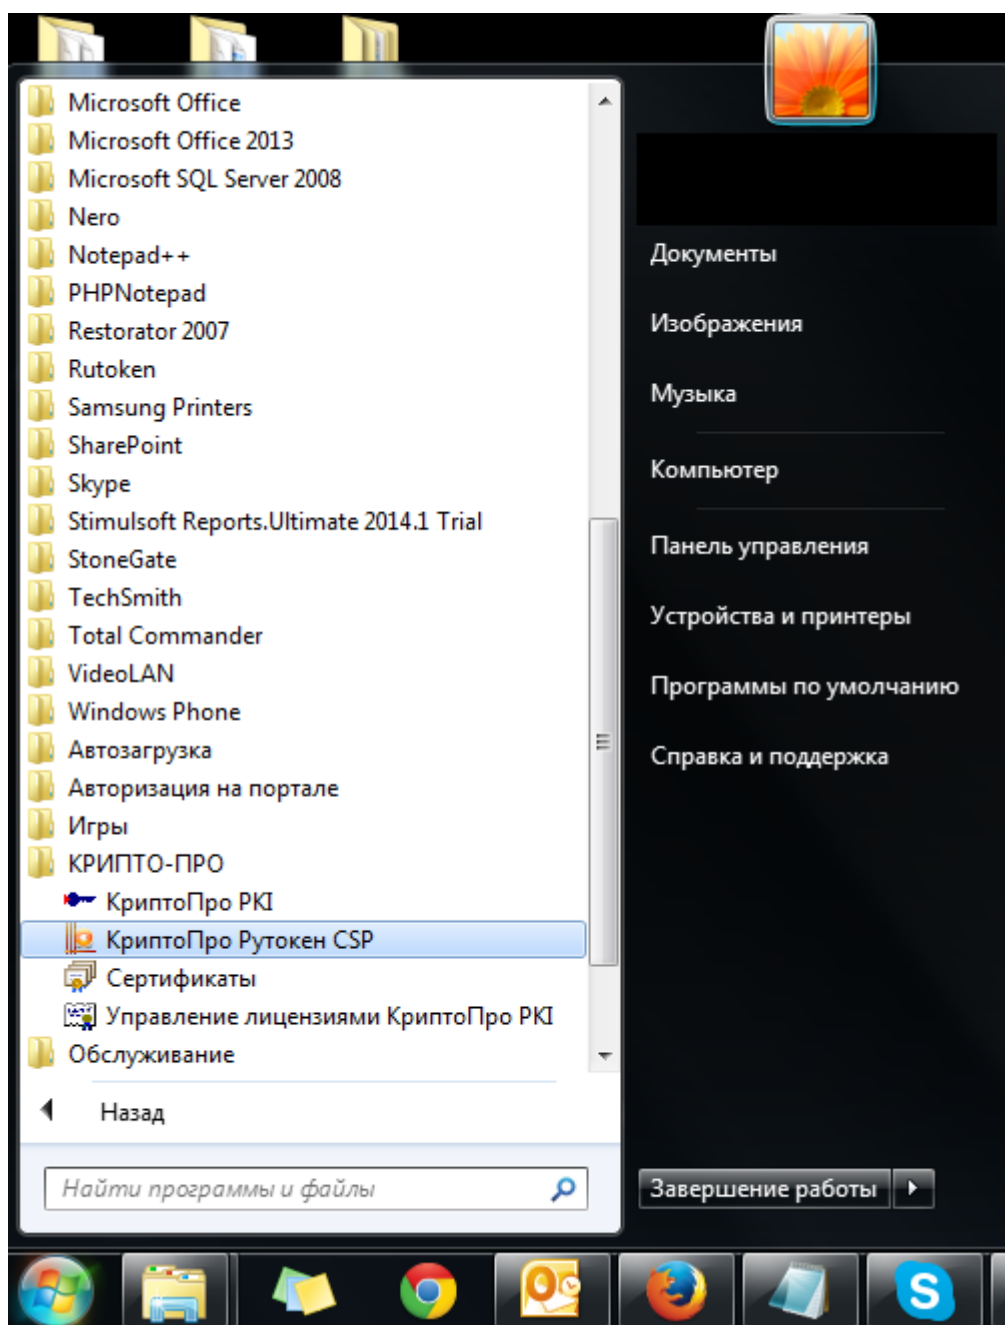 Microsoft Office
Microsoft Office 2013
Microsoft SQL Server 2008
Nero
Notepad++
PHPNotepad
Restorator 2007
Rutoken
Samsung Printers
SharePoint
Skype
Stimulsoft Reports.Ultimate 2014.1 Trial
StoneGate
TechSmith
Total Commander
VideoLAN
Windows Phone
Автозагрузка
Авторизация на портале
Игры
КРИПТО-ПРО
КриптоПро PKI
КриптоПро Рутокен CSP
Сертификаты
Управление лицензиями КриптоПро PKI
Обслуживание
Назад
Найти программы и файлы
Документы
Изображения
Музыка
Компьютер
Панель управления
Устройства и принтеры
Программы по умолчанию
Справка и поддержка
Завершение работы